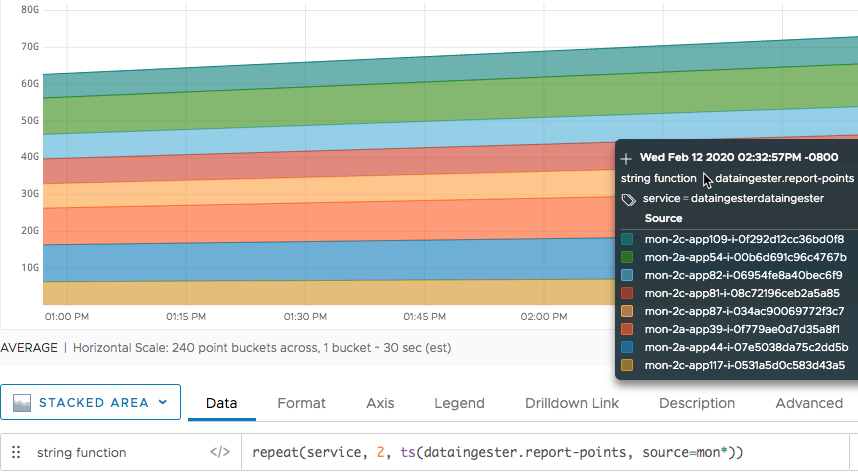 80G
70G
60G
50G
40G
30G
20G
10G
01:00 PM 01:15 PM 01:30 PM 01:45 PM 02:00 PM
Wed Feb 12 2020 02:32:57PM -0800
string function dataingester.report-points
service = dataingesterdataingester
Source
mon-2c-app109-i-0f292d12cc36bd0f8
mon-2a-app54-i-00b6d691c96c4767b
mon-2c-app82-i-06954fe8a40bec6f9
mon-2c-app81-i-08c72196ceb2a5a85
mon-2c-app87-i-034ac90069772f3c7
mon-2a-app39-i-0f779ae0d7d35a8f1
mon-2a-app44-i-07e5038da75c2dd5b
mon-2c-app117-i-0531a5d0c583d43a5
AVERAGE | Horizontal Scale: 240 point buckets across, 1 bucket ~ 30 sec (est)
STACKED AREA Data Format Axis Legend Drilldown Link Description Advanced
string function </> repeat(service, 2, ts(dataingester.report-points, source=mon*))